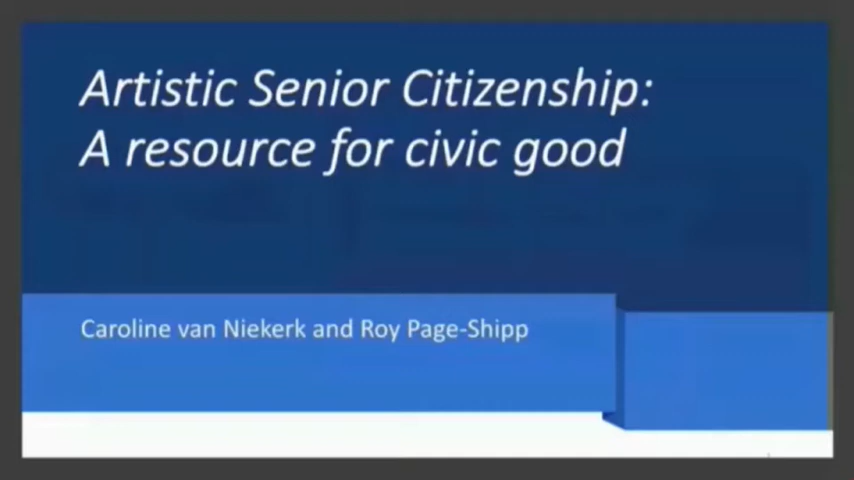 Artistic Senior Citizenship:
A resource for civic good
Caroline van Niekerk and Roy Page-Shipp